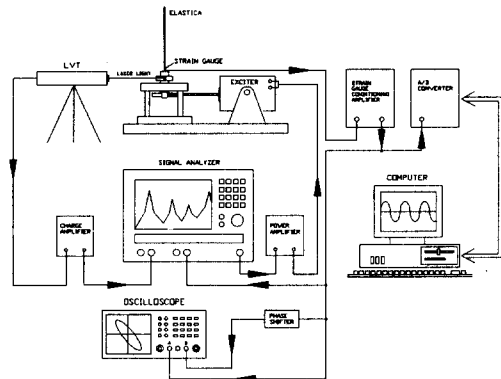 ELASTICA
LVT
LASER LIGHT
STRAIN GAUGE
EXCITER
STRAIN
GAUGE
CONDITIONING
AMPLIFIER
A/D
CONVERTER
SIGNAL ANALYZER
COMPUTER
CHARGE
AMPLIFIER
POWER
AMPLIFIER
OSCILLOSCOPE
PHASE
SHIFTER
A B